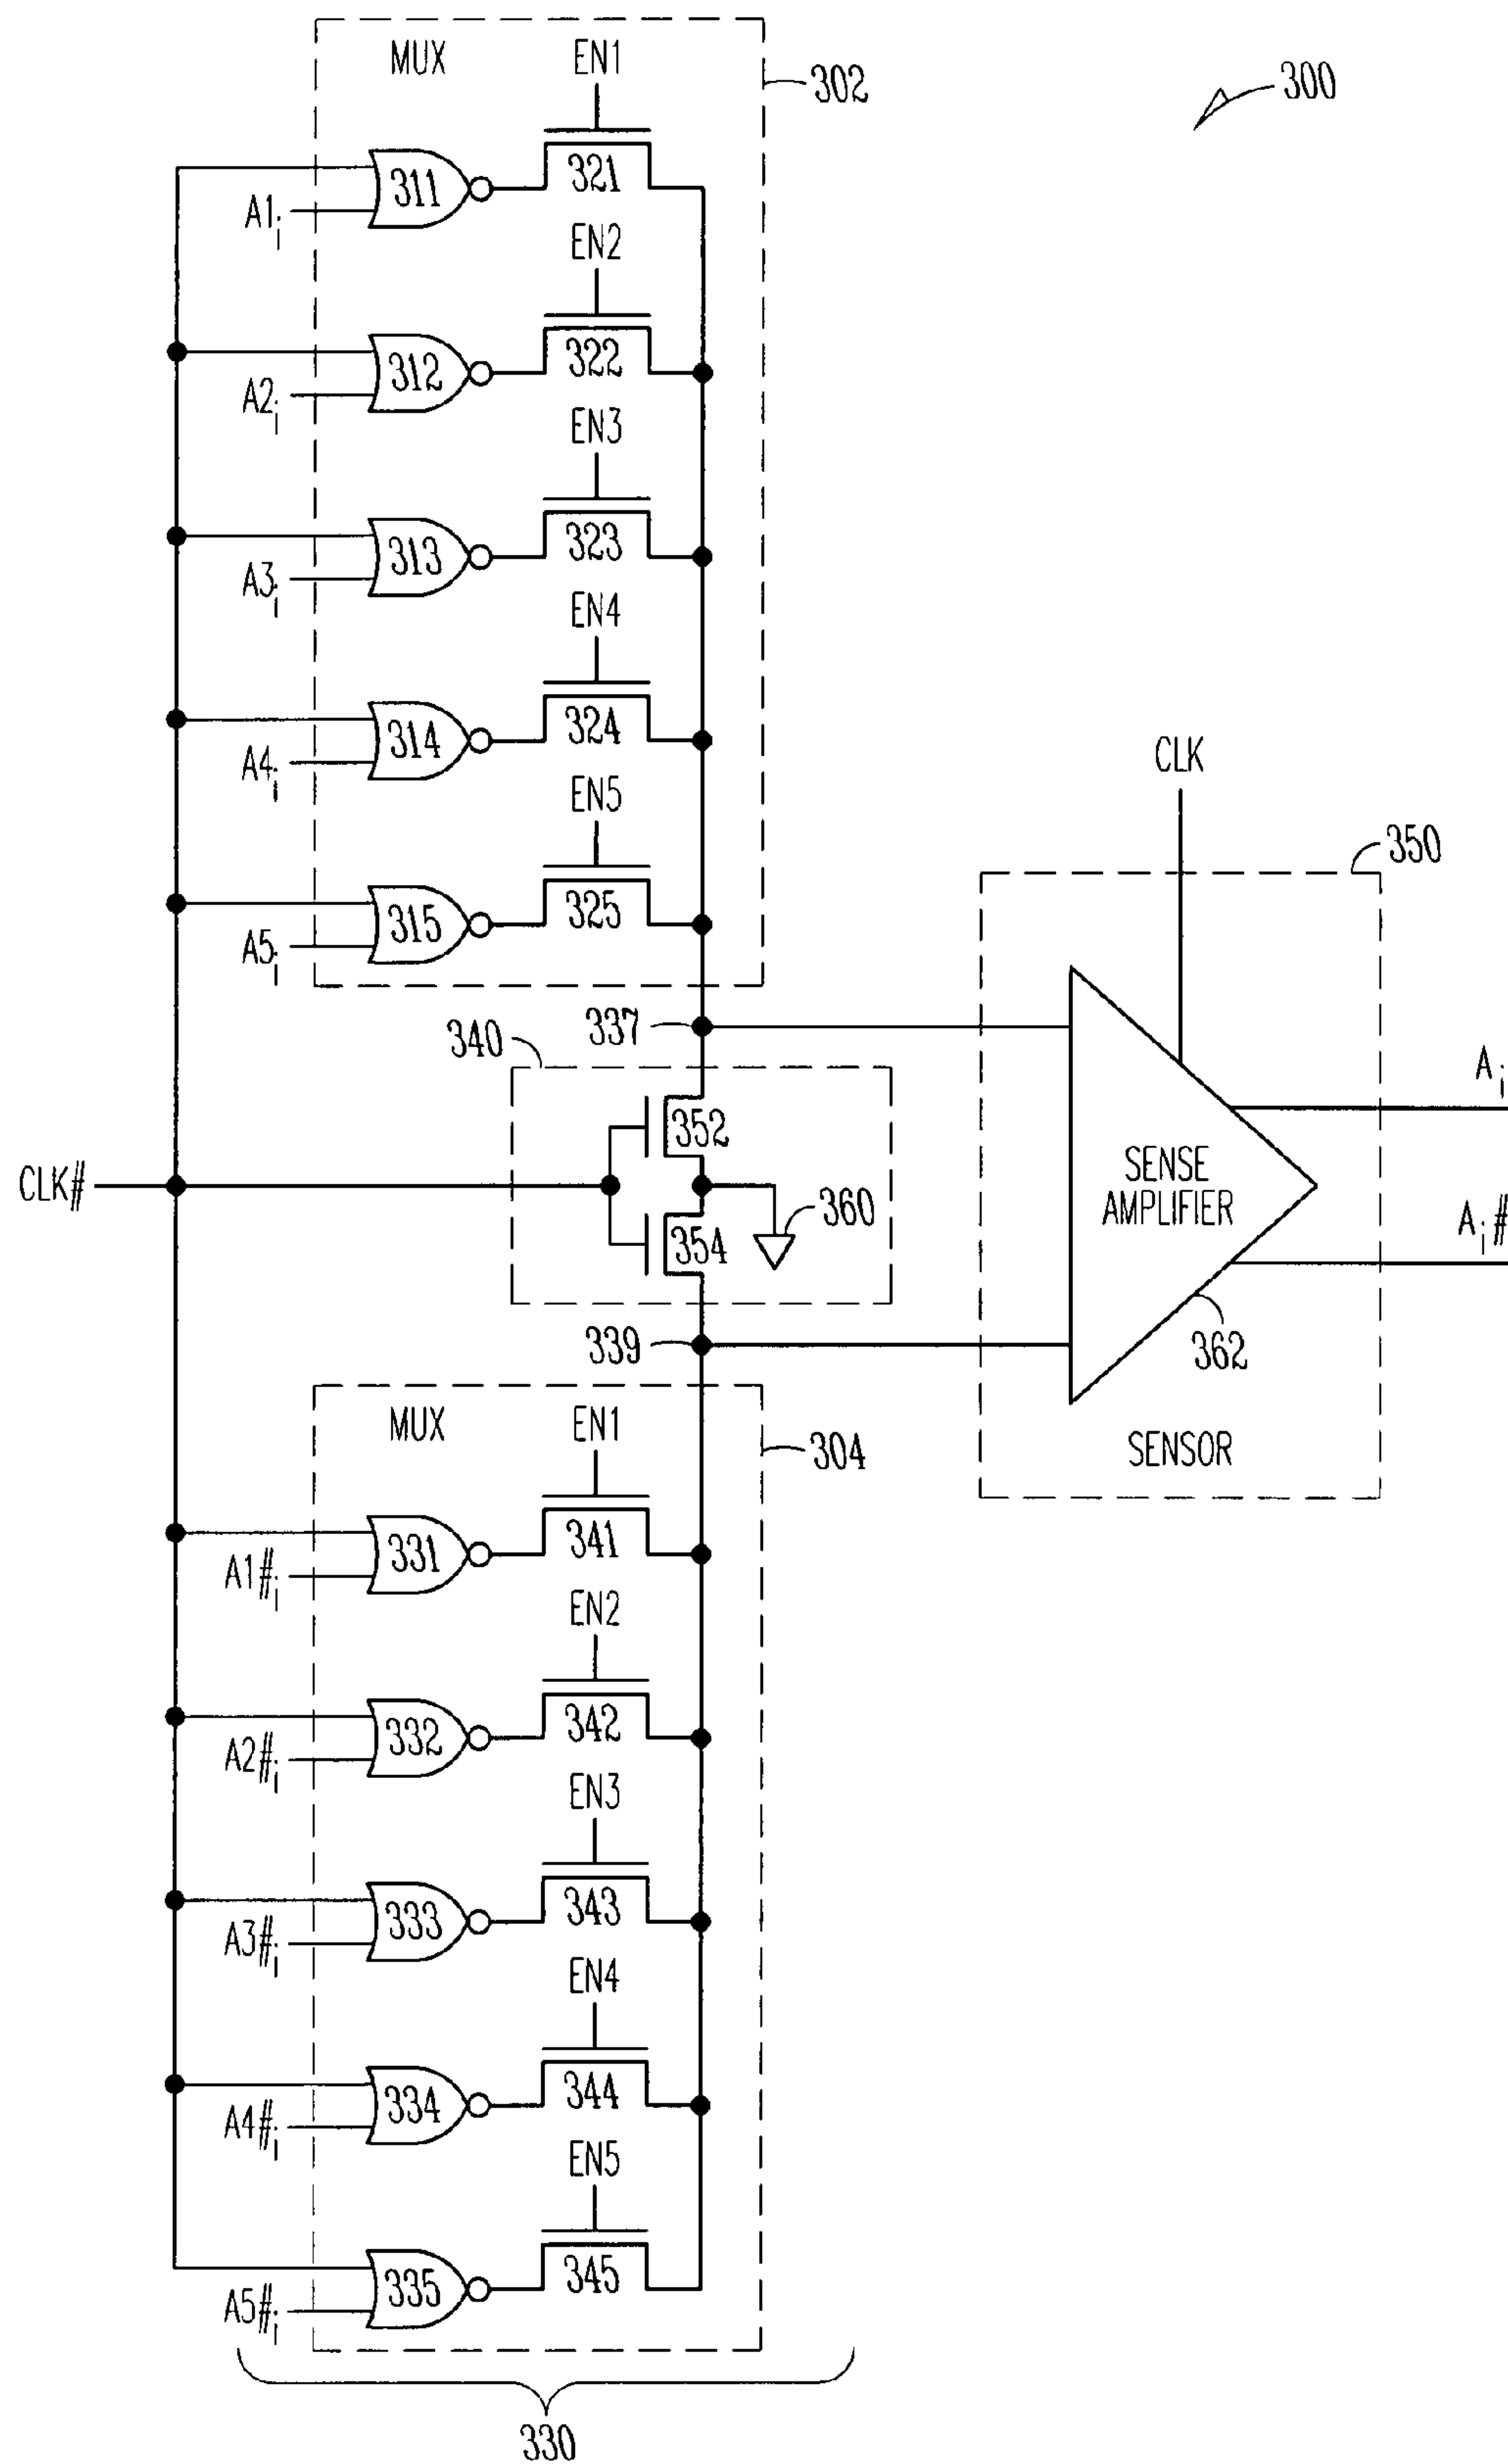 MUX EN1 302 300
311 321
A1i
EN2
312 322
A2i
EN3
313 323
A3i
EN4
314 324
A4i
CLK
EN5
350
315 325
A5i
337
340
Ai
352
SENSE
AMPLIFIER
CLK#
360
Ai#
354
339
362
MUX EN1 304
SENSOR
331 341
A1#i
EN2
332 342
A2#i
EN3
333 343
A3#i
EN4
334 344
A4#i
EN5
335 345
A5#i
330